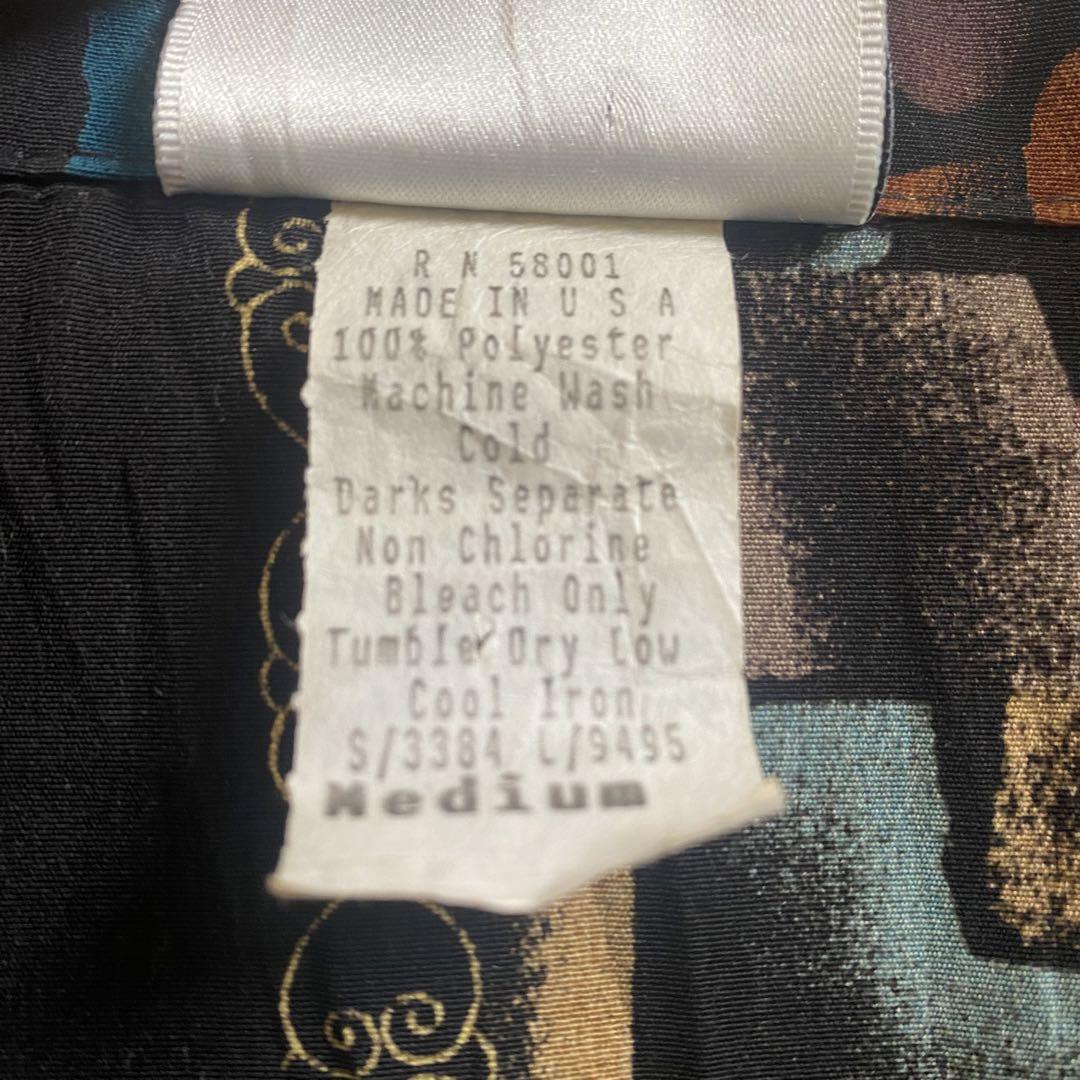 R N 58001
MADE IN U S A
100% Polyester
Machine Wash
Cold
Darks Separate
Non Chlorine
Bleach Only
Tumble Dry Low
Cool Iron
S/3384 C/9495
Medium